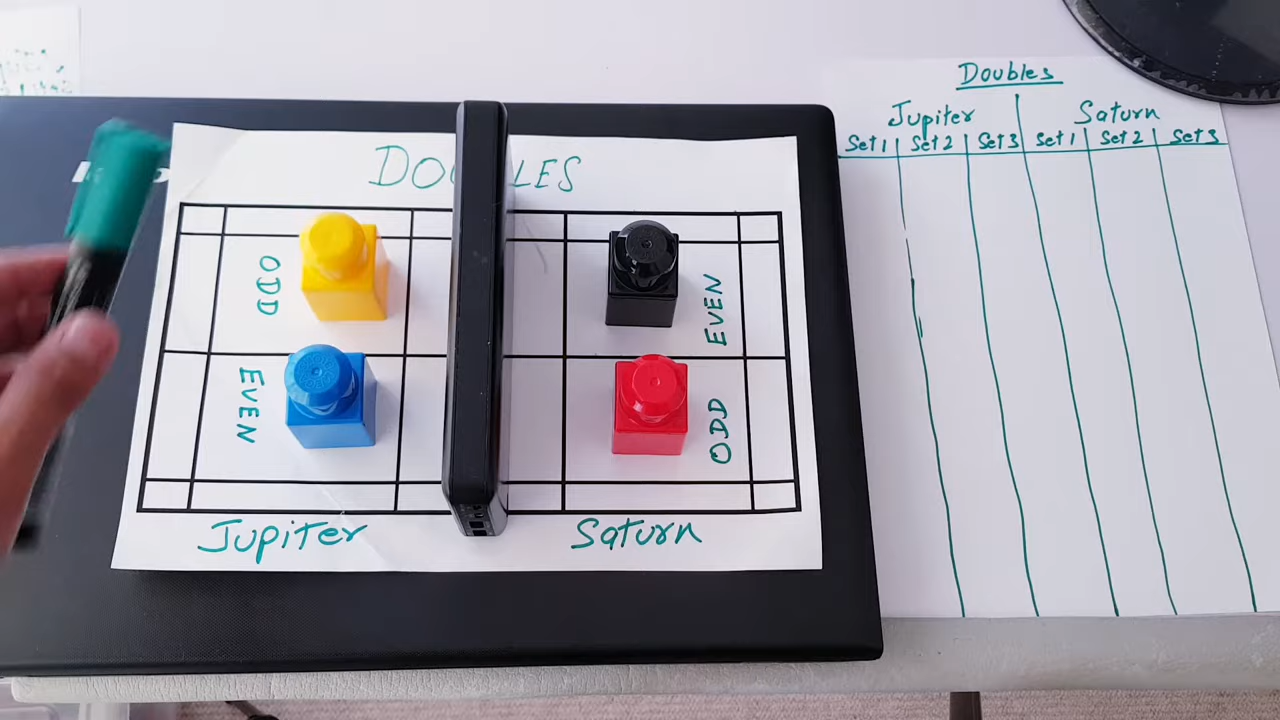 DOU LES
ODD
EVEN
EVEN
ODD
Jupiter
Saturn
Doubles
Jupiter Saturn
Set 1 Set 2 Set 3 Set 1 Set 2 Set 3